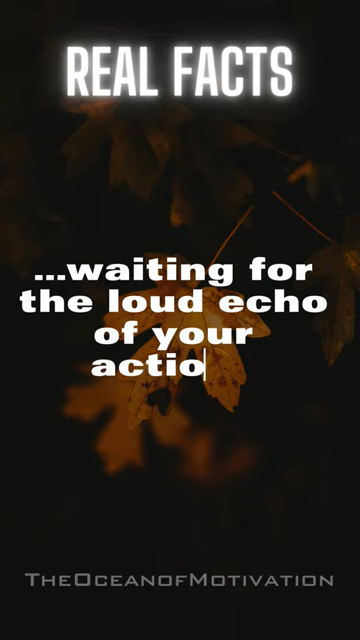 REAL FACTS
...waiting for
the loud echo
of your
actio
THEOCEANOFMOTIVATION